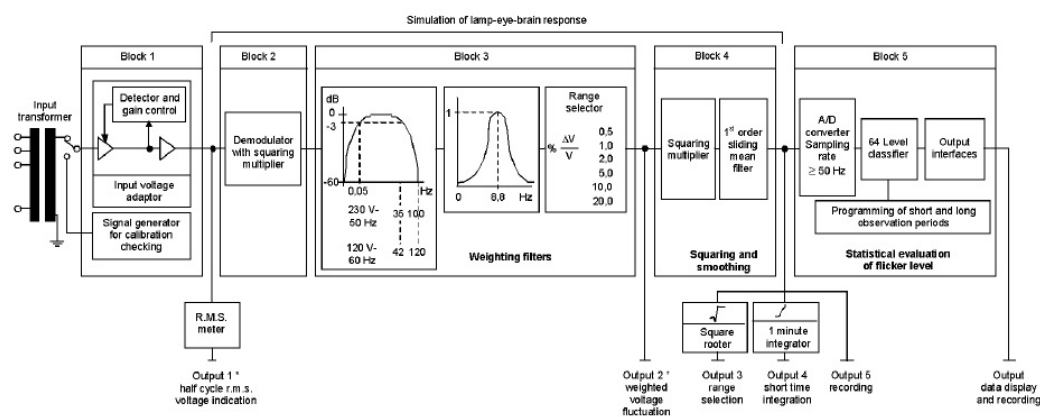 Simulation of lamp-eye-brain response
Block 1
Block 2
Block 3
Block 4
Block 5
Input
transformer
Detector and
gain control
Input voltage
adaptor
Signal generator
for calibration
checking
Demodulator
with squaring
multiplier
dB
0
-3
-60
0,05
Hz
230 V-
50 Hz
35 100
120 V-
60 Hz
42 120
1
0
8,8
Hz
Range
selector
% ΔV
V
0,5
1,0
2,0
5,0
10,0
20,0
Weighting filters
Squaring
multiplier
1st order
sliding
mean
filter
Squaring and
smoothing
A/D
converter
Sampling
rate
≥ 50 Hz
64 Level
classifier
Output
interfaces
Programming of short and long
observation periods
Statistical evaluation
of flicker level
R.M.S.
meter
Square
rooter
1 minute
integrator
Output 1 *
half cycle r.m.s.
voltage indication
Output 2 *
weighted
voltage
fluctuation
Output 3
range
selection
Output 4
short time
integration
Output 5
recording
Output
data display
and recording